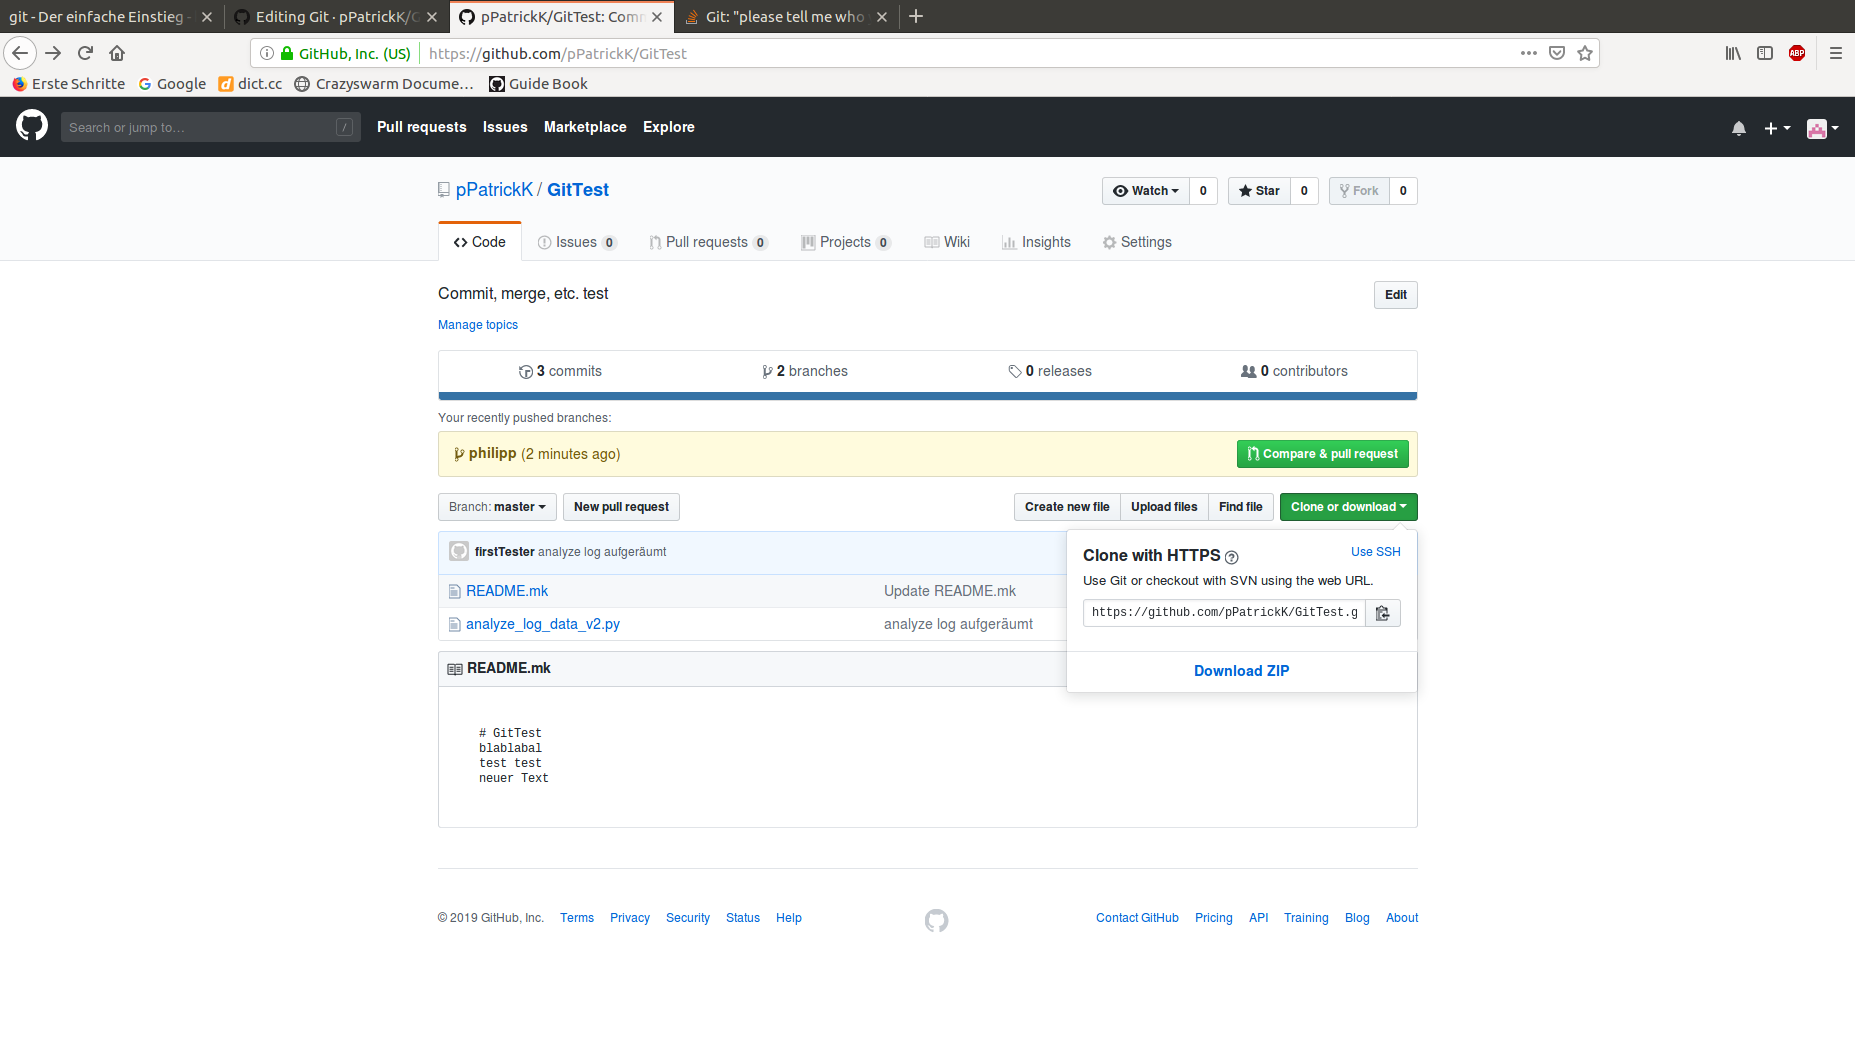 git - Der einfache Einstieg - Editing Git · pPatrickK/ pPatrickK/GitTest: Com Git: "please tell me who
GitHub, Inc. (US) https://github.com/pPatrickK/GitTest
Erste Schritte Google dict.cc Crazyswarm Docume... Guide Book
Search or jump to... / Pull requests Issues Marketplace Explore
pPatrickK / GitTest Watch 0 Star 0 Fork 0
Code Issues 0 Pull requests 0 Projects 0 Wiki Insights Settings
Commit, merge, etc. test Edit
Manage topics
3 commits 2 branches 0 releases 0 contributors
Your recently pushed branches:
philipp (2 minutes ago) Compare & pull request
Branch: master New pull request Create new file Upload files Find file Clone or download
firstTester analyze log aufgeräumt
README.mk Update README.mk
analyze_log_data_v2.py analyze log aufgeräumt
Clone with HTTPS ? Use SSH
Use Git or checkout with SVN using the web URL.
https://github.com/pPatrickK/GitTest.g
Download ZIP
README.mk
# GitTest
blablabal
test test
neuer Text
© 2019 GitHub, Inc. Terms Privacy Security Status Help Contact GitHub Pricing API Training Blog About